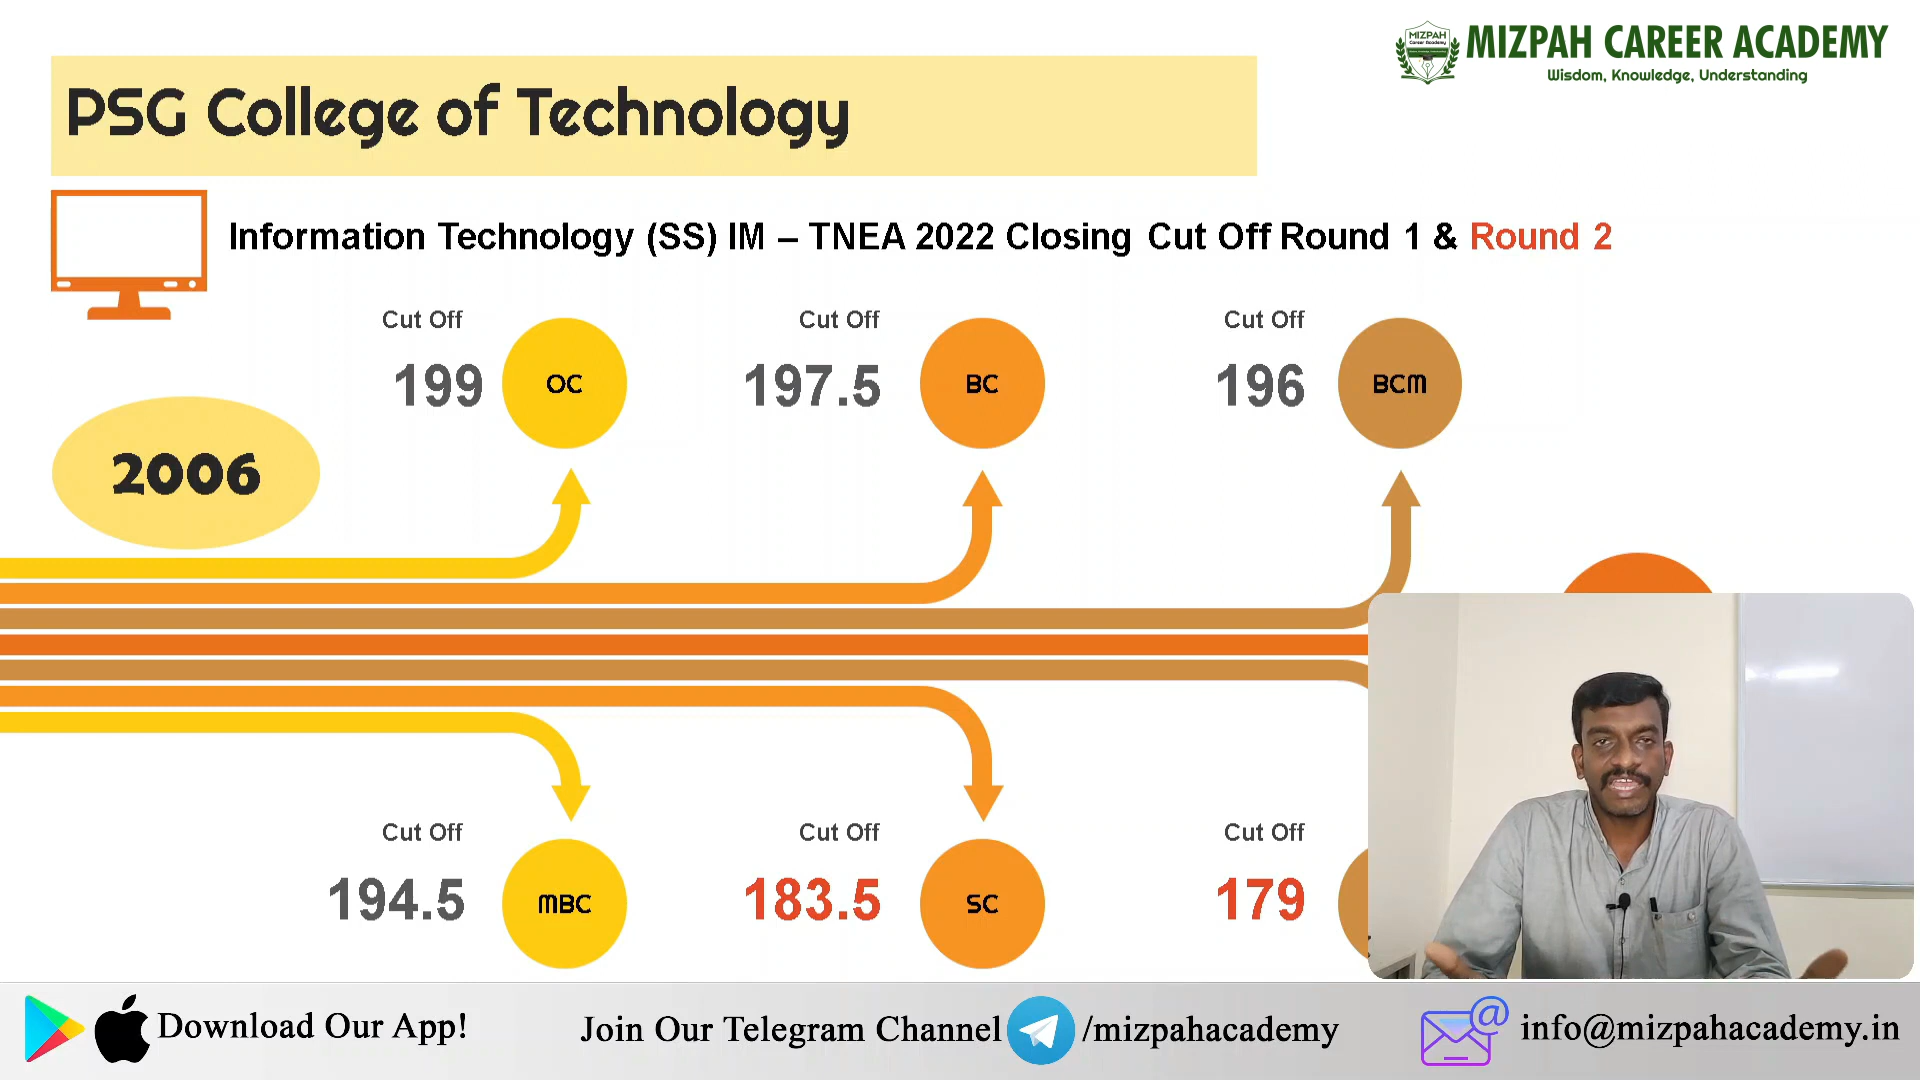 MIZPAH
Career Academy
MIZPAH CAREER ACADEMY
Wisdom, Knowledge, Understanding
PSG College of Technology
Information Technology (SS) IM – TNEA 2022 Closing Cut Off Round 1 & Round 2
Cut Off
199
OC
Cut Off
197.5
BC
Cut Off
196
BCM
2006
Cut Off
194.5
MBC
Cut Off
183.5
SC
Cut Off
179
Download Our App!
Join Our Telegram Channel /mizpahacademy
@
info@mizpahacademy.in